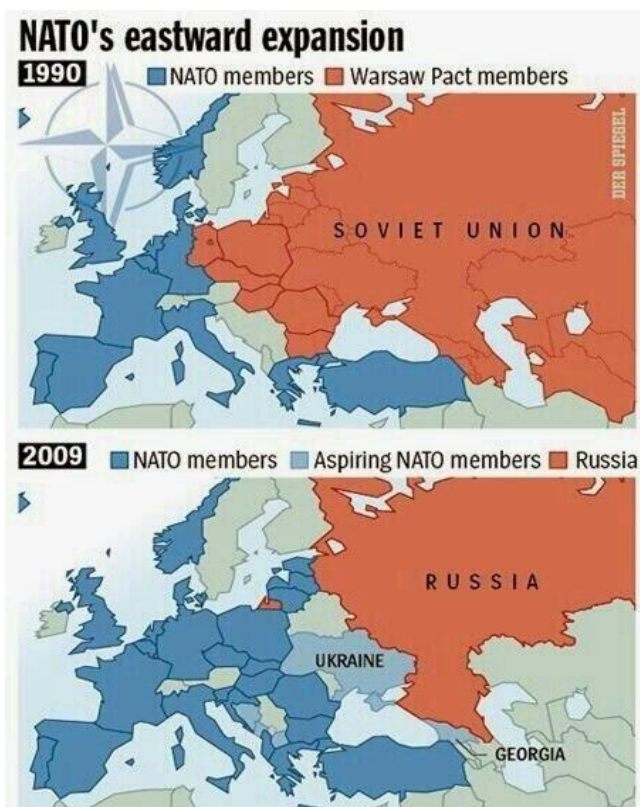 NATO's eastward expansion
1990 NATO members Warsaw Pact members
DER SPIEGEL
SOVIET UNION
2009 NATO members Aspiring NATO members Russia
RUSSIA
UKRAINE
GEORGIA